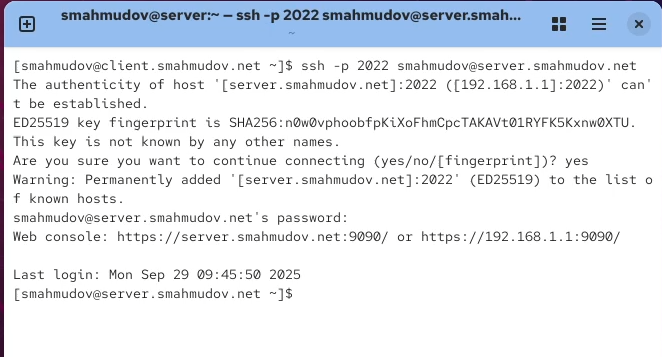 smahmudov@server:~ — ssh -p 2022 smahmudov@server.smah...
~
[smahmudov@client.smahmudov.net ~]$ ssh -p 2022 smahmudov@server.smahmudov.net
The authenticity of host '[server.smahmudov.net]:2022 ([192.168.1.1]:2022)' can'
t be established.
ED25519 key fingerprint is SHA256:n0w0vphoobfpKiXoFhmCpcTAKAVt01RYFK5Kxnw0XTU.
This key is not known by any other names.
Are you sure you want to continue connecting (yes/no/[fingerprint])? yes
Warning: Permanently added '[server.smahmudov.net]:2022' (ED25519) to the list o
f known hosts.
smahmudov@server.smahmudov.net's password:
Web console: https://server.smahmudov.net:9090/ or https://192.168.1.1:9090/
Last login: Mon Sep 29 09:45:50 2025
[smahmudov@server.smahmudov.net ~]$